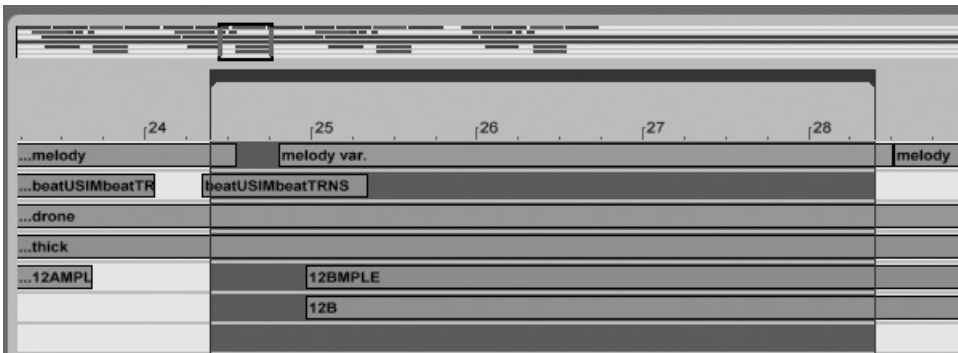 24 25 26 27 28
...melody melody var. melody
...beatUSIMbeatTR beatUSIMbeatTRNS
...drone
...thick
...12AMPL 12BMPLE
12B